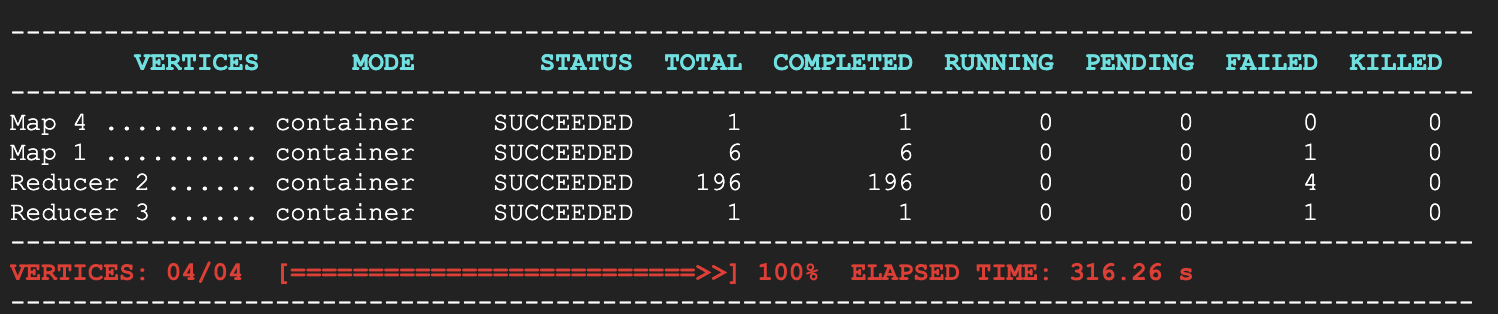 ----------------------------------------------------------------------------------------------
        VERTICES      MODE        STATUS  TOTAL  COMPLETED  RUNNING  PENDING  FAILED  KILLED
----------------------------------------------------------------------------------------------
Map 4 .......... container     SUCCEEDED      1          1        0        0       0       0
Map 1 .......... container     SUCCEEDED      6          6        0        0       1       0
Reducer 2 ...... container     SUCCEEDED    196        196        0        0       4       0
Reducer 3 ...... container     SUCCEEDED      1          1        0        0       1       0
----------------------------------------------------------------------------------------------
VERTICES: 04/04  [==========================>>] 100%  ELAPSED TIME: 316.26 s
----------------------------------------------------------------------------------------------